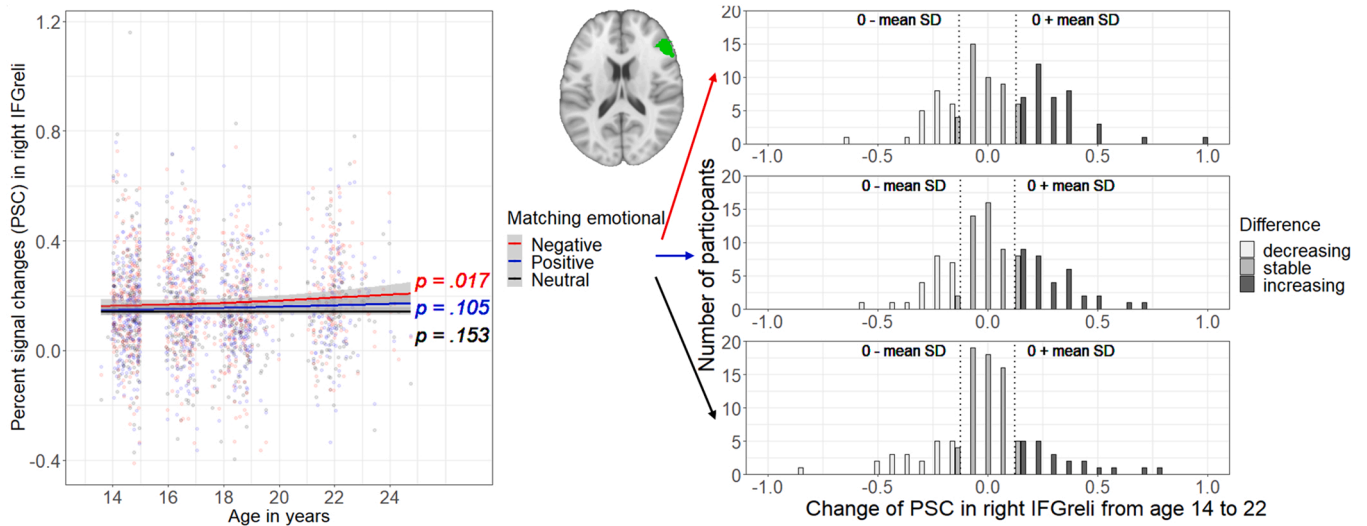 Percent signal changes (PSC) in right IFGreli
1.2
0.8
0.4
0.0
-0.4
14 16 18 20 22 24
Age in years
p = .017
p = .105
p = .153
Matching emotional
Negative
Positive
Neutral
Number of particpants
20
15
10
5
0
0 - mean SD 0 + mean SD
-1.0 -0.5 0.0 0.5 1.0
20
15
10
5
0
0 - mean SD 0 + mean SD
-1.0 -0.5 0.0 0.5 1.0
20
15
10
5
0
0 - mean SD 0 + mean SD
-1.0 -0.5 0.0 0.5 1.0
Change of PSC in right IFGreli from age 14 to 22
Difference
decreasing
stable
increasing